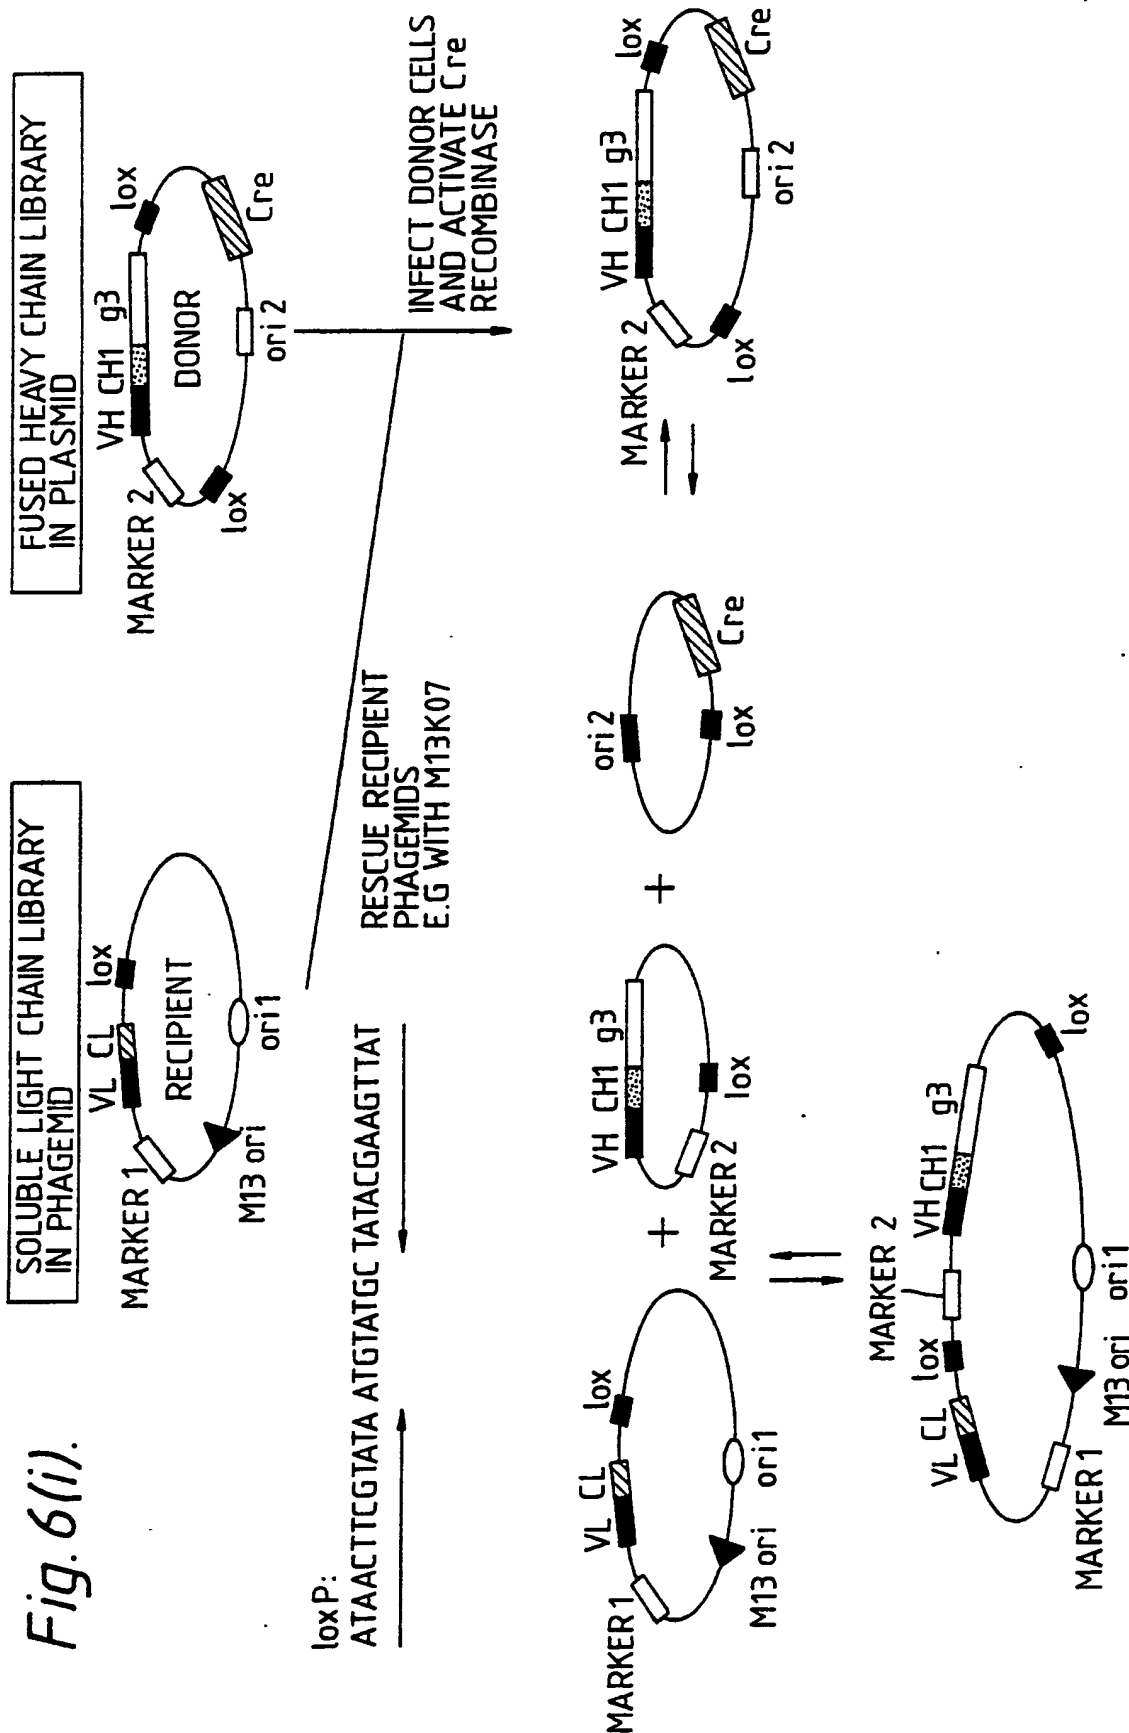 Fig. 6(i).
SOLUBLE LIGHT CHAIN LIBRARY
IN PHAGEMID
FUSED HEAVY CHAIN LIBRARY
IN PLASMID
MARKER 1
VL CL
lox
RECIPIENT
M13 ori
ori1
MARKER 2
VH CH1 g3
lox
DONOR
lox
ori 2
Cre
loxP:
ATAACTTCGTATA ATGTATGC TATACGAAGTTAT
RESCUE RECIPIENT
PHAGEMIDS
E.G WITH M13K07
INFECT DONOR CELLS
AND ACTIVATE Cre
RECOMBINASE
MARKER1
VL CL
lox
M13 ori
ori1
+
VH CH1 g3
MARKER 2
lox
+
ori2
lox
Cre
MARKER 2
VH CH1 g3
lox
lox
ori2
Cre
MARKER 2
VL CL
lox
VH CH1
g3
lox
MARKER 1
M13 ori
ori1